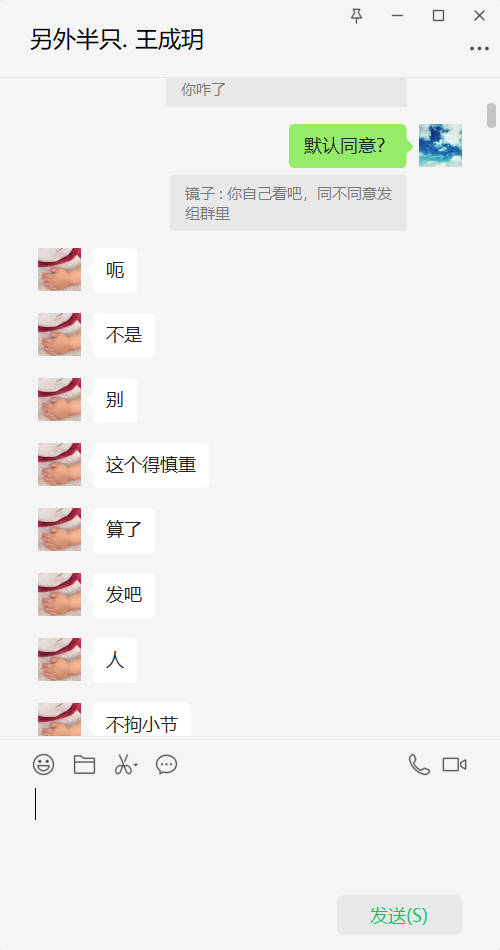 另外半只. 王成玥
你咋了
默认同意?
镜子 : 你自己看吧，同不同意发
组群里
呃
不是
别
这个得慎重
算了
发吧
人
不拘小节
发送(S)